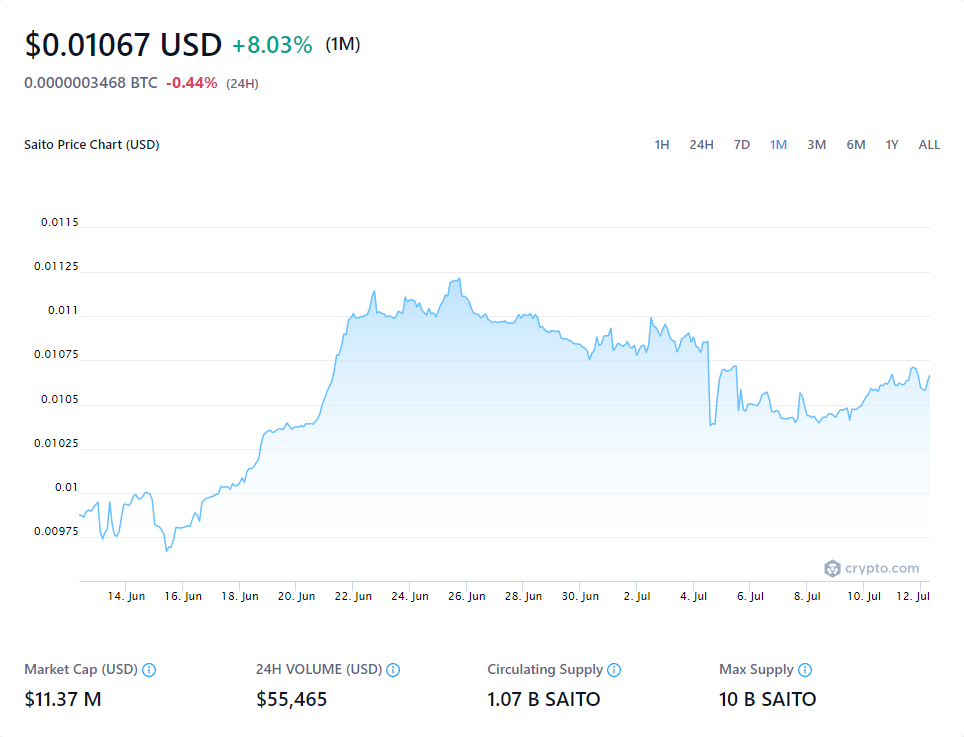 $0.01067 USD +8.03% (1M)
0.0000003468 BTC -0.44% (24H)
Saito Price Chart (USD)
1H 24H 7D 1M 3M 6M 1Y ALL
0.0115
0.01125
0.011
0.01075
0.0105
0.01025
0.01
0.00975
crypto.com
14. Jun 16. Jun 18. Jun 20. Jun 22. Jun 24. Jun 26. Jun 28. Jun 30. Jun 2. Jul 4. Jul 6. Jul 8. Jul 10. Jul 12. Jul
Market Cap (USD) 24H VOLUME (USD) Circulating Supply Max Supply
$11.37 M $55,465 1.07 B SAITO 10 B SAITO